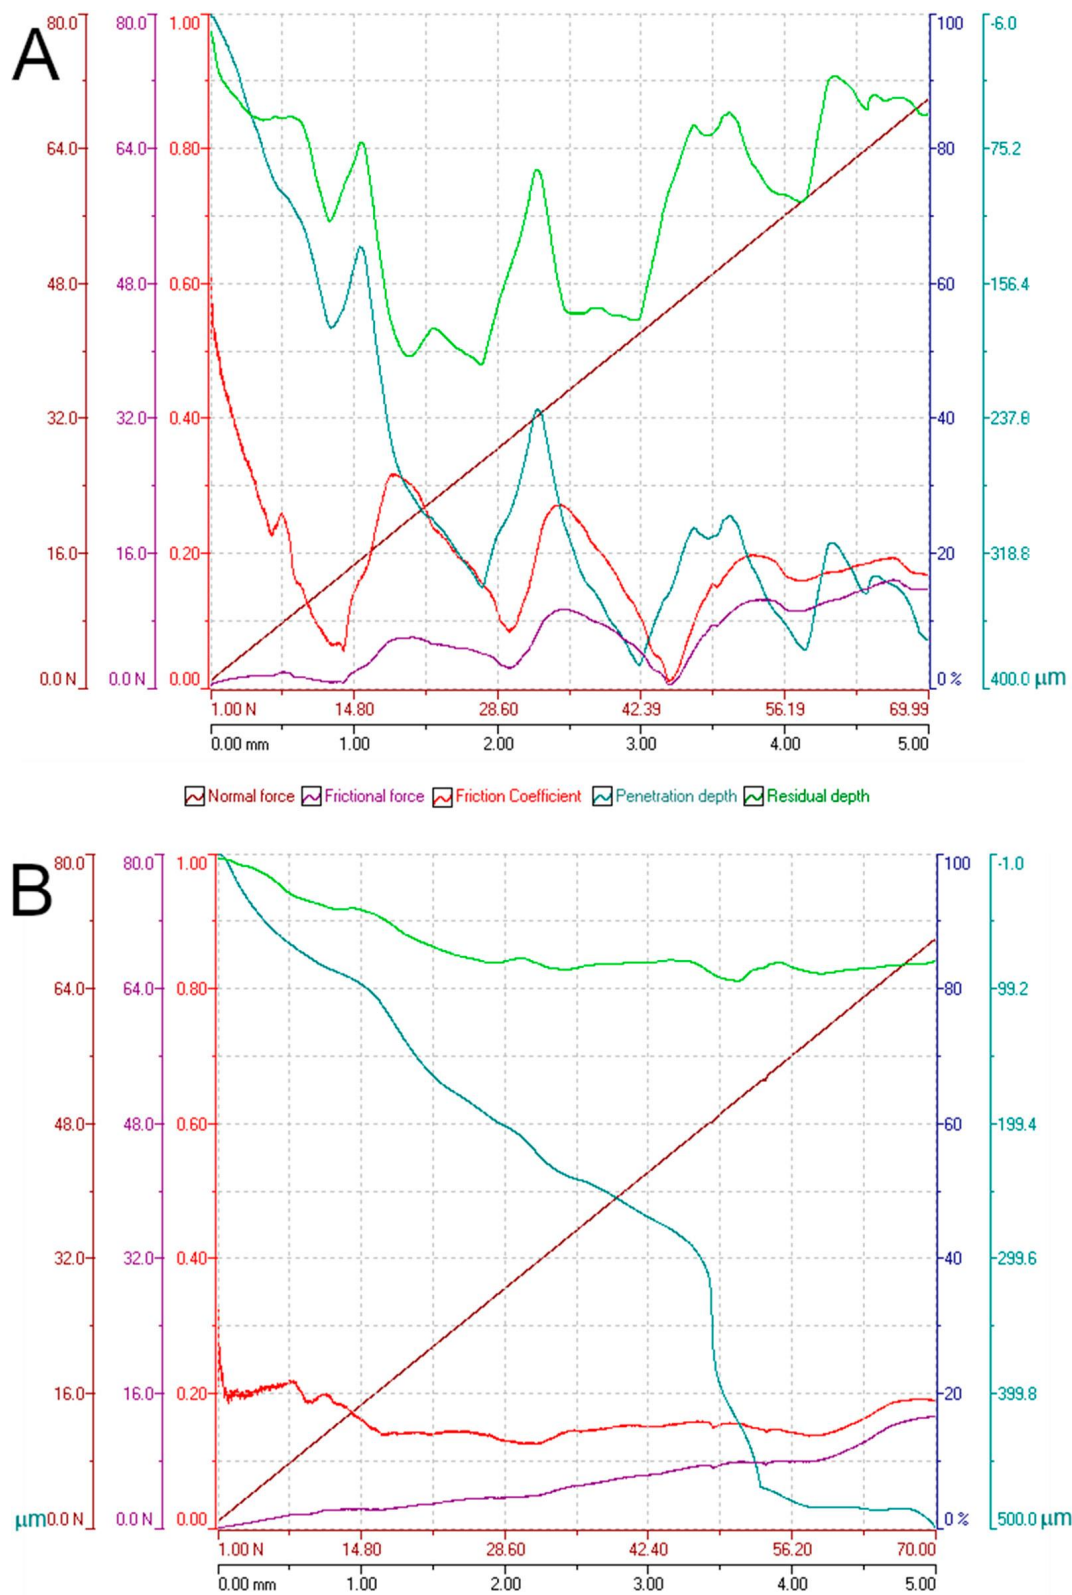 A
80.0 80.0 1.00 100 -6.0
64.0 64.0 0.80 80 75.2
48.0 48.0 0.60 60 156.4
32.0 32.0 0.40 40 237.6
16.0 16.0 0.20 20 318.8
0.0 N 0.0 N 0.00 0 % 400.0 µm
1.00 N 14.80 28.60 42.39 56.19 69.99
0.00 mm 1.00 2.00 3.00 4.00 5.00
Normal force Frictional force Friction Coefficient Penetration depth Residual depth
B
80.0 80.0 1.00 100 -1.0
64.0 64.0 0.80 80 99.2
48.0 48.0 0.60 60 199.4
32.0 32.0 0.40 40 299.6
16.0 16.0 0.20 20 399.8
µm 0.0 N 0.0 N 0.00 0 % 500.0 µm
1.00 N 14.80 28.60 42.40 56.20 70.00
0.00 mm 1.00 2.00 3.00 4.00 5.00